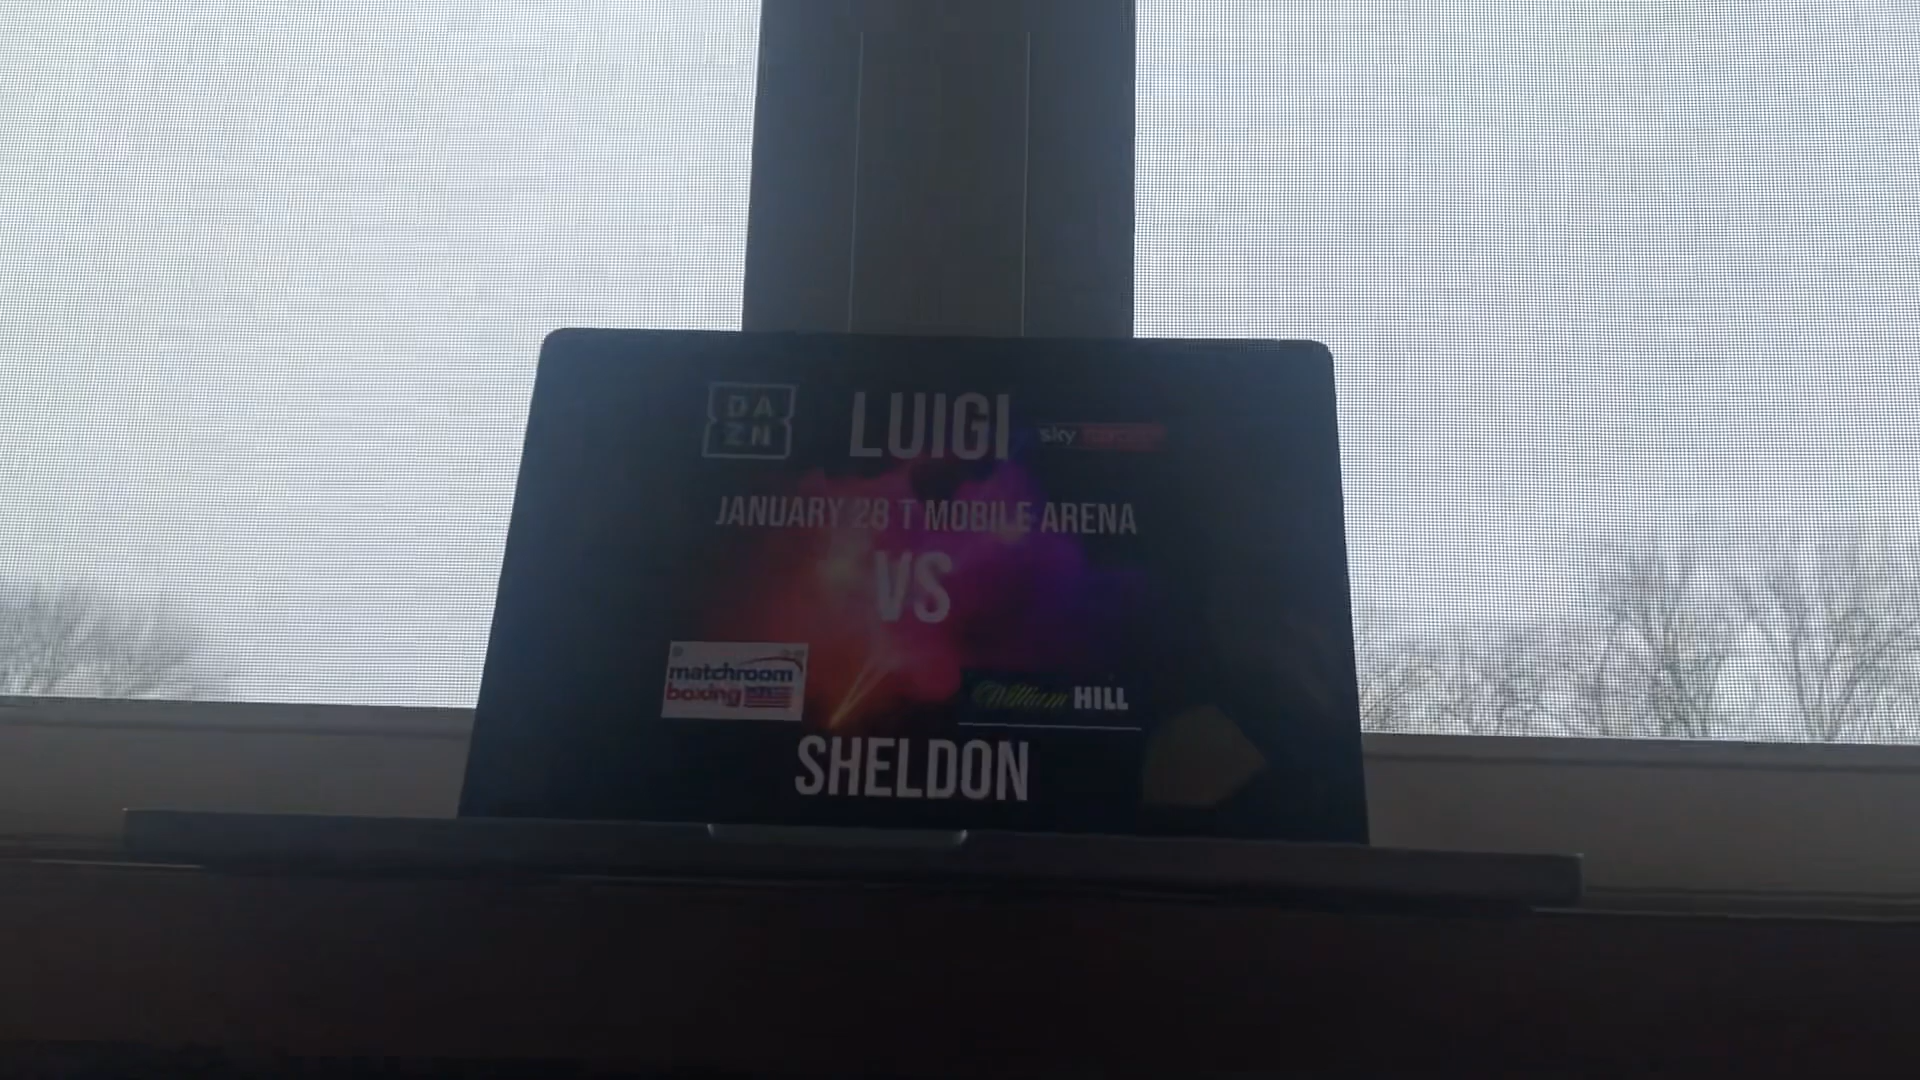 DA
ZN
LUIGI
sky
JANUARY 28 T MOBILE ARENA
VS
matchroom
boxing
William HILL
SHELDON